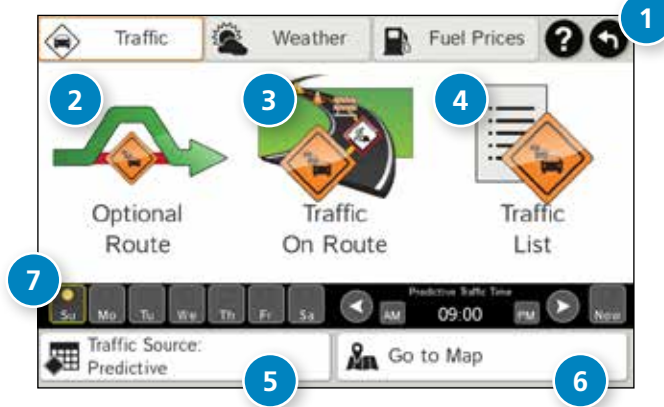 1
Traffic Weather Fuel Prices ?
2 3 4
Optional Route
Traffic On Route
Traffic List
7
Predictive Traffic Time
Su Mo Tu We Th Fr Sa AM 09:00 PM Now
Traffic Source:
Predictive
Go to Map
5 6